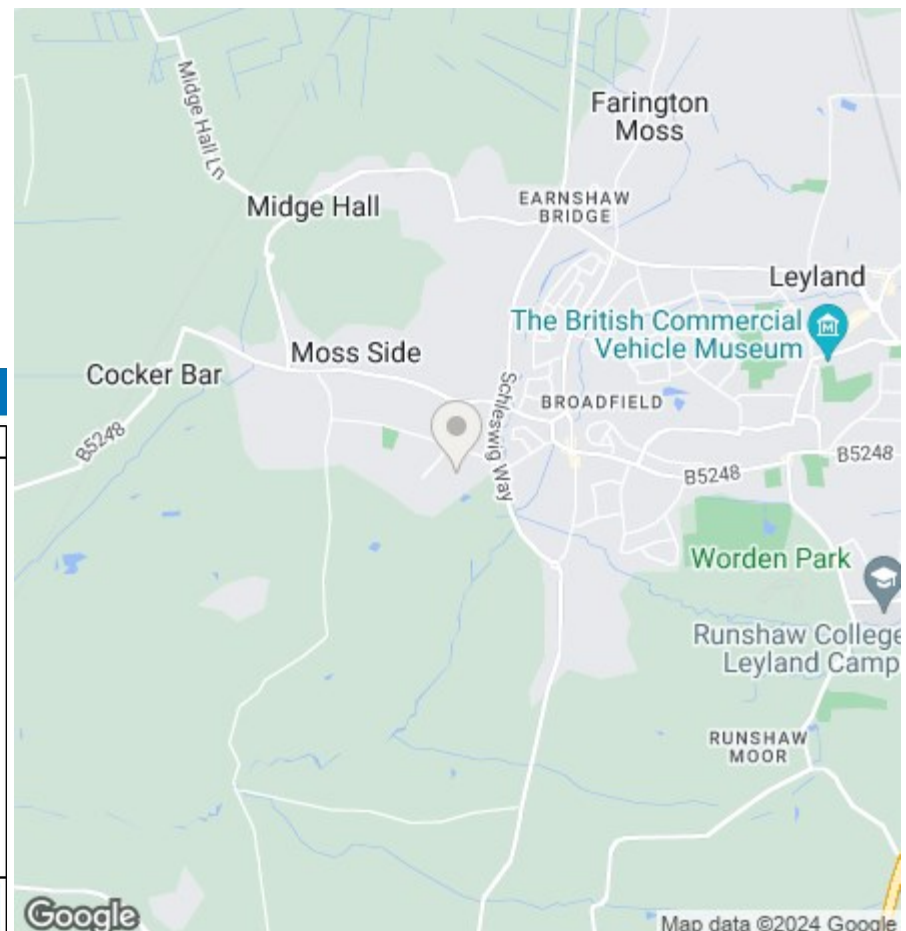 Farington
Moss
Midge Hall Ln
EARNSHAW
BRIDGE
Midge Hall
Leyland
The British Commercial
Vehicle Museum
Moss Side
Cocker Bar
Schleswig Way
BROADFIELD
B5248
B5248
B5248
Worden Park
Runshaw College
Leyland Camp
RUNSHAW
MOOR
Google
Map data ©2024 Google